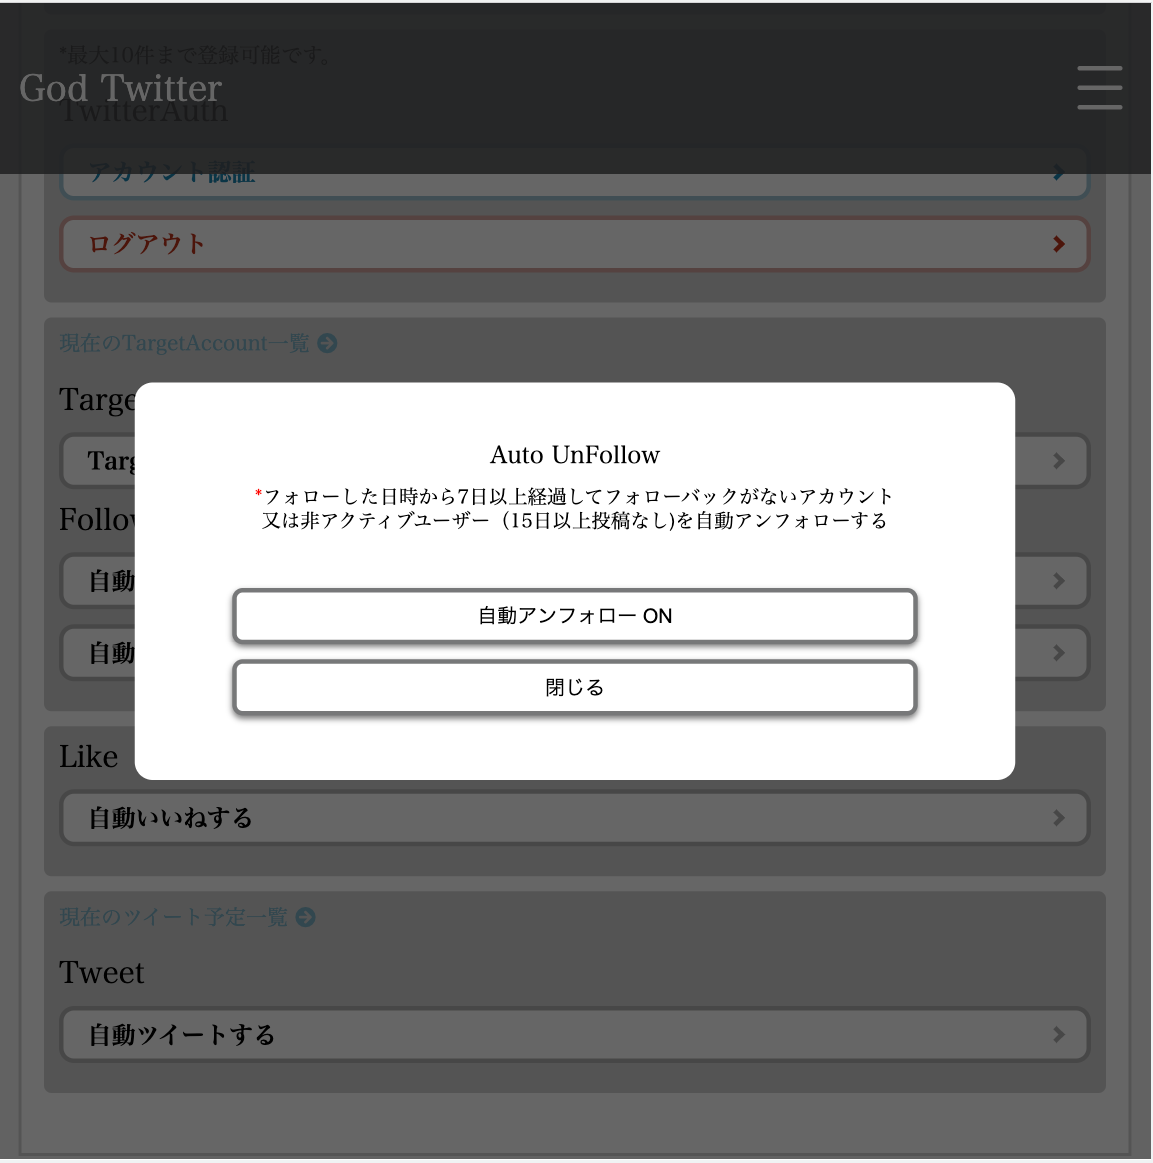 *最大10件まで登録可能です。
God Twitter
TwitterAuth
アカウント認証
ログアウト
現在のTargetAccount一覧
Targe
Targ
Follow
自動
自動
Auto UnFollow
*フォローした日時から7日以上経過してフォローバックがないアカウント
又は非アクティブユーザー（15日以上投稿なし)を自動アンフォローする
自動アンフォロー ON
閉じる
Like
自動いいねする
現在のツイート予定一覧
Tweet
自動ツイートする